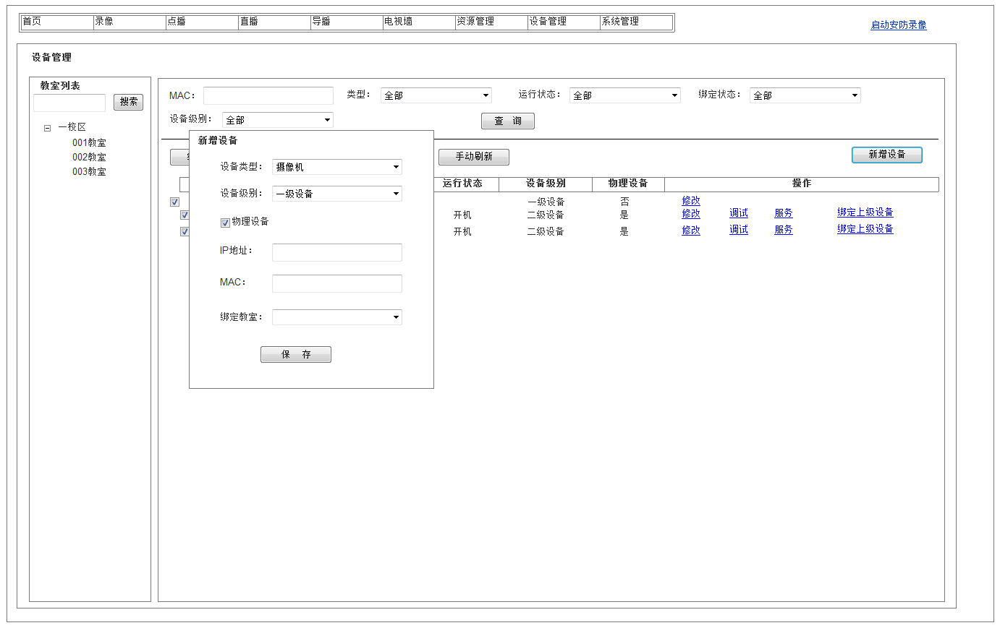 首页 录像 点播 直播 导播 电视墙 资源管理 设备管理 系统管理
启动安防录像
设备管理
教室列表
搜索
一校区
001教室
002教室
003教室
MAC： 类型： 全部 运行状态： 全部 绑定状态： 全部
设备级别： 全部 查 询
手动刷新 新增设备
运行状态 设备级别 物理设备 操作
一级设备 否 修改
开机 二级设备 是 修改 调试 服务 绑定上级设备
开机 二级设备 是 修改 调试 服务 绑定上级设备
新增设备
设备类型： 摄像机
设备级别： 一级设备
物理设备
IP地址：
MAC：
绑定教室：
保 存